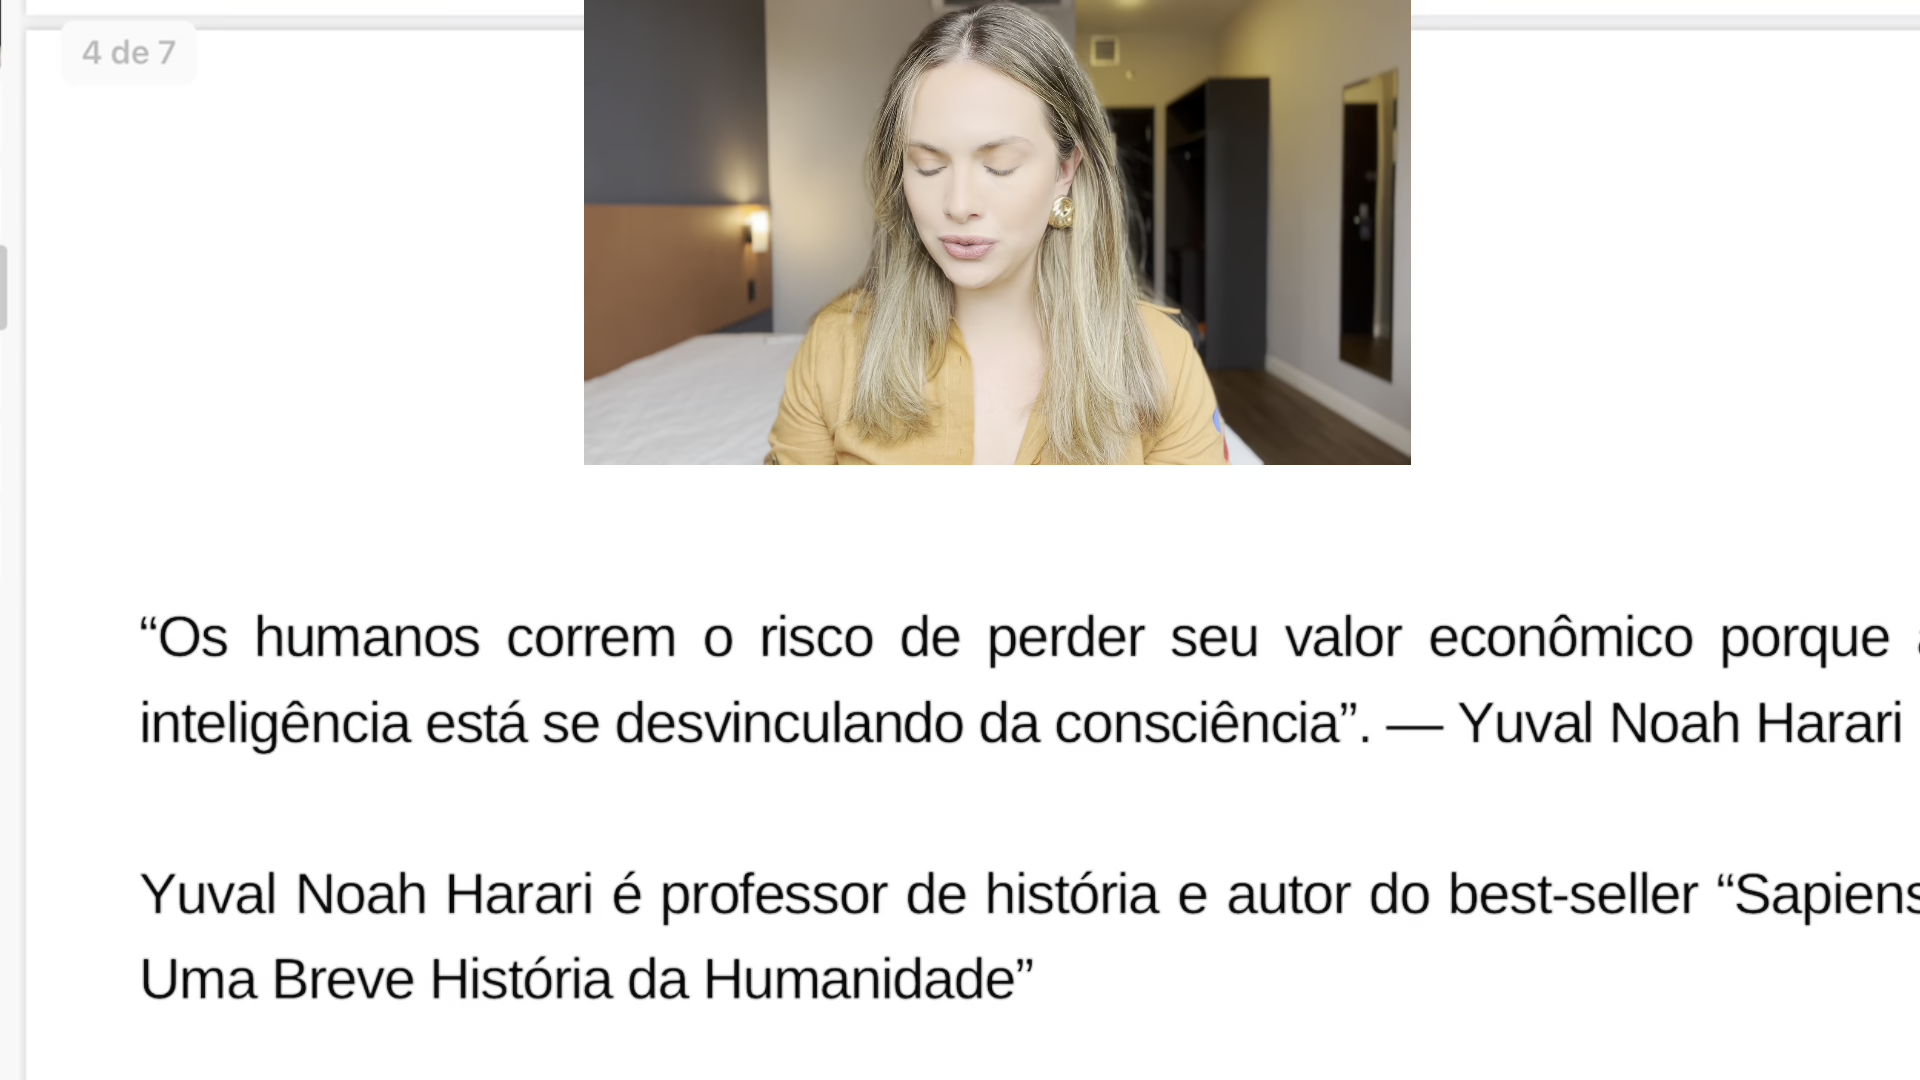 4 de 7
“Os humanos correm o risco de perder seu valor econômico porque
inteligência está se desvinculando da consciência”. — Yuval Noah Harari
Yuval Noah Harari é professor de história e autor do best-seller “Sapiens
Uma Breve História da Humanidade”